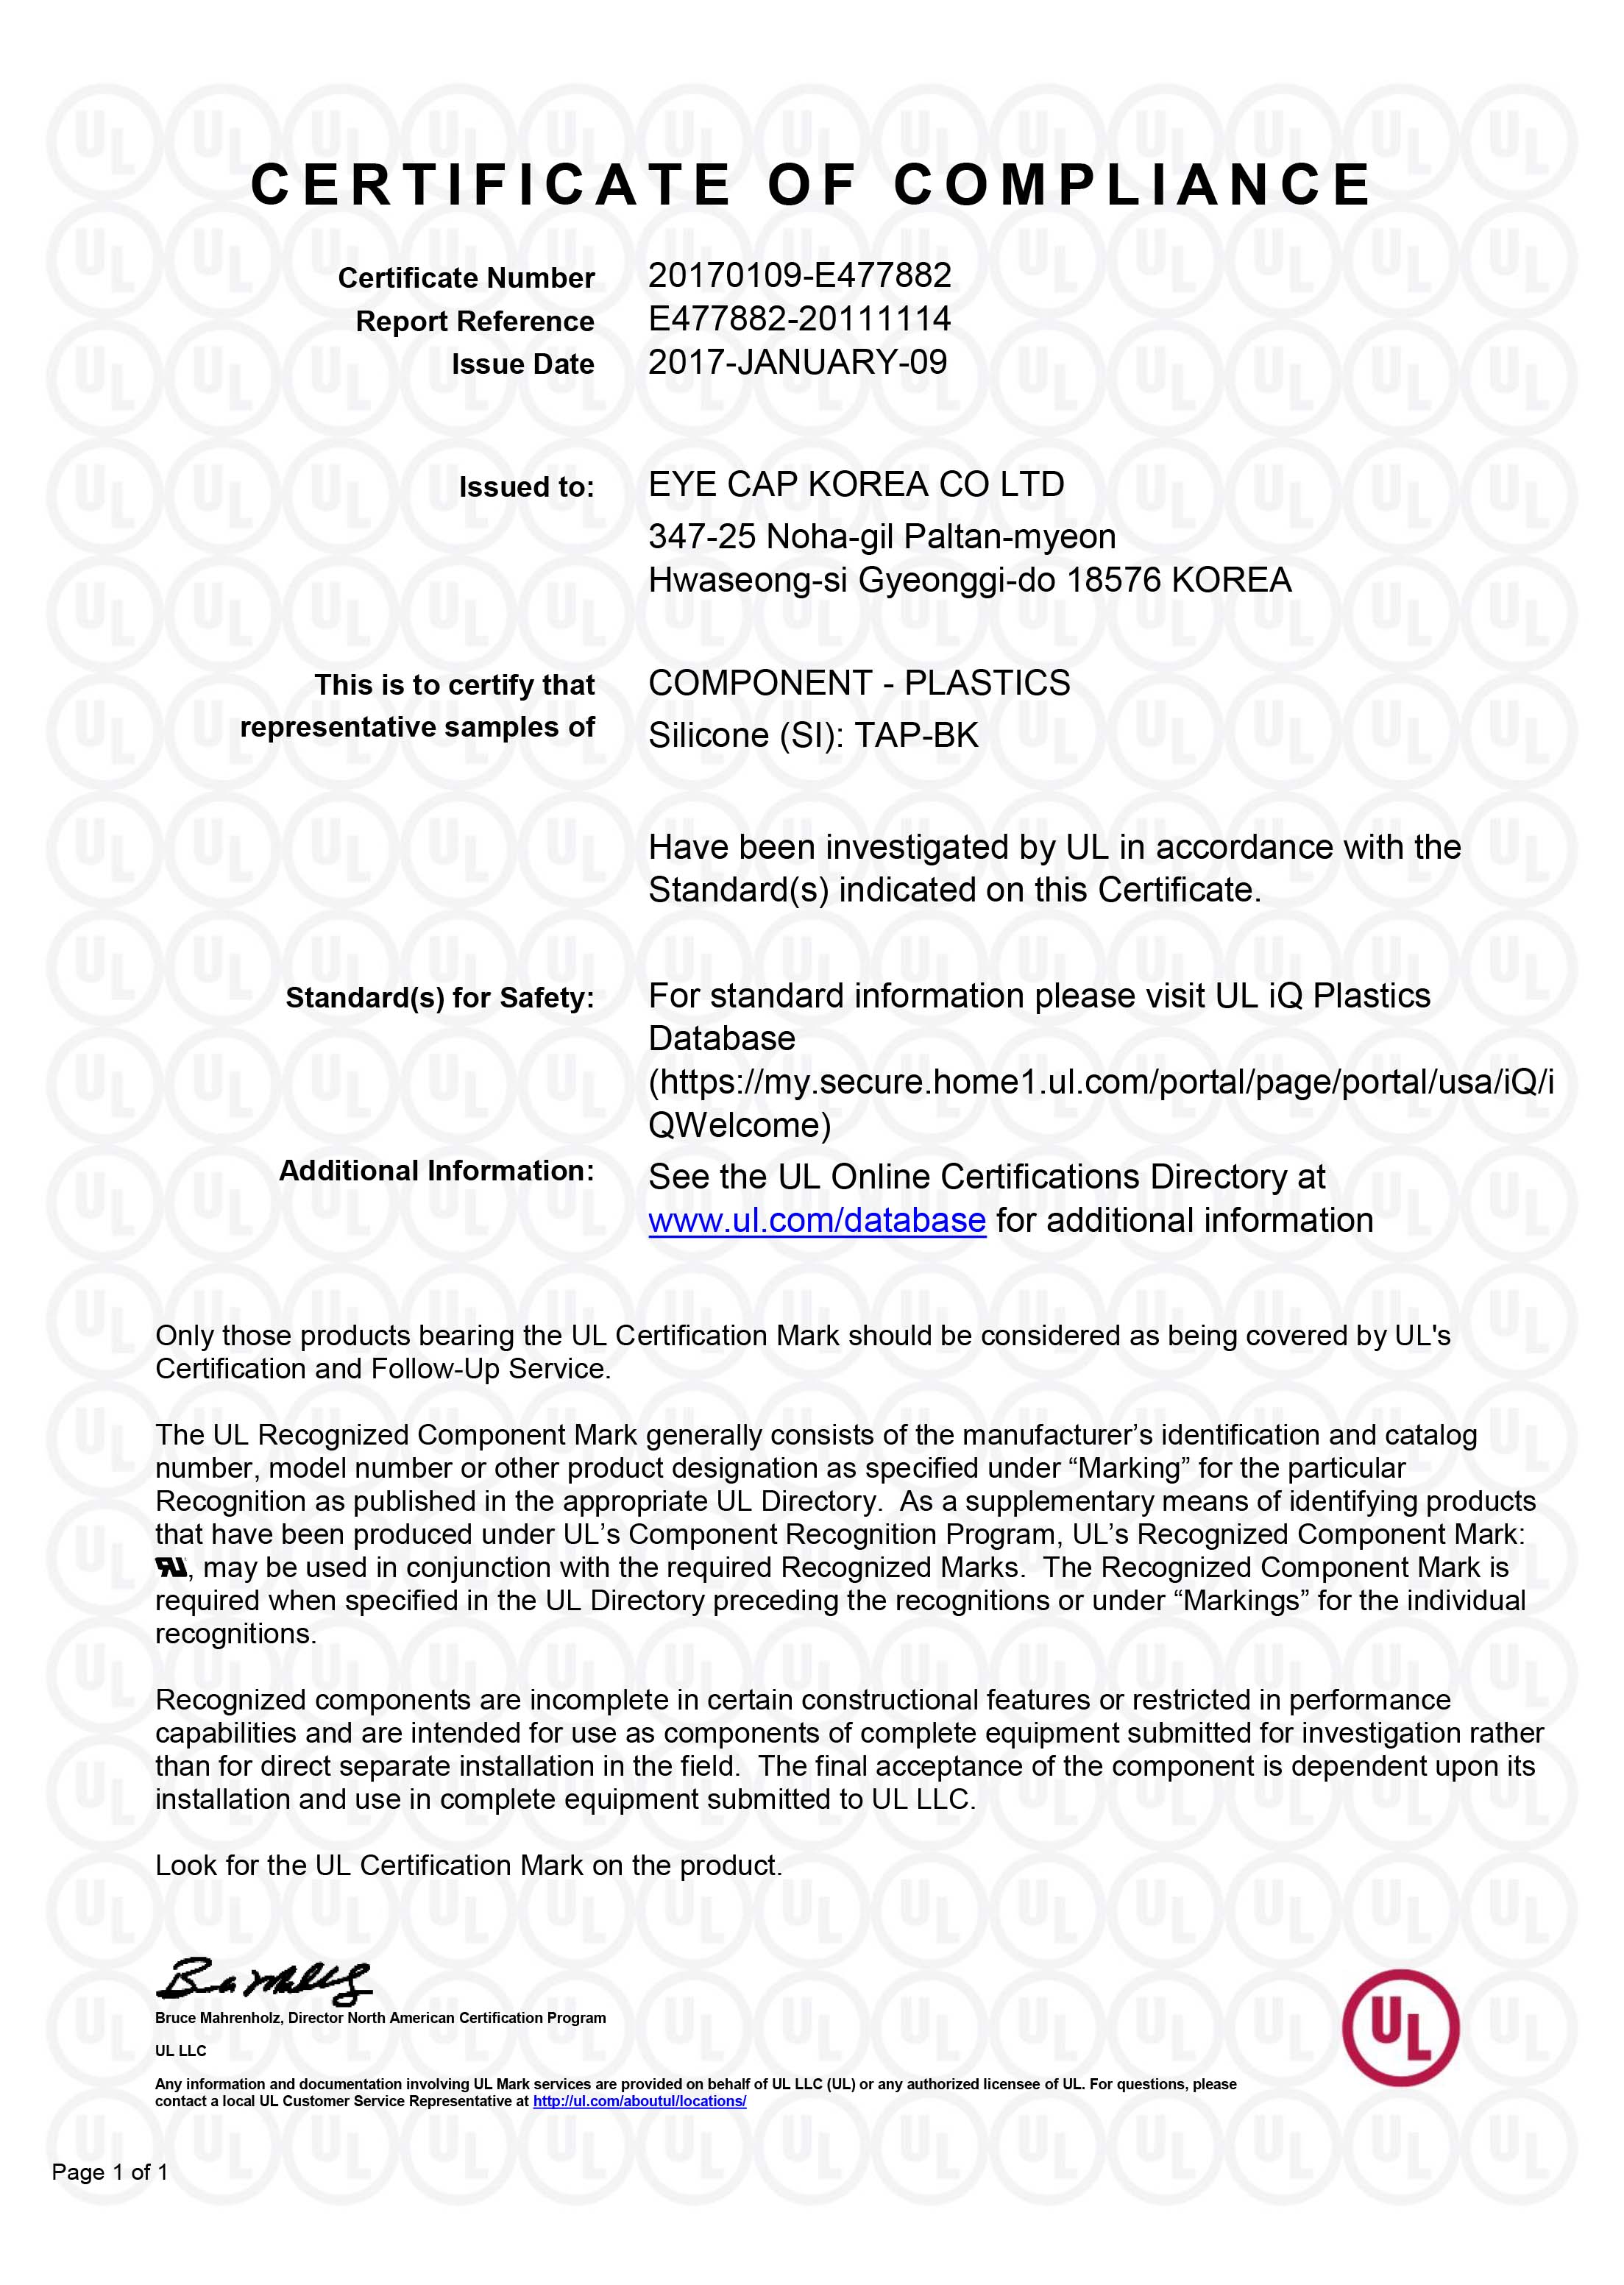 CERTIFICATE OF COMPLIANCE
Certificate Number 20170109-E477882
Report Reference E477882-20111114
Issue Date 2017-JANUARY-09
Issued to: EYE CAP KOREA CO LTD
347-25 Noha-gil Paltan-myeon
Hwaseong-si Gyeonggi-do 18576 KOREA
This is to certify that COMPONENT - PLASTICS
representative samples of Silicone (SI): TAP-BK
Have been investigated by UL in accordance with the
Standard(s) indicated on this Certificate.
Standard(s) for Safety: For standard information please visit UL iQ Plastics
Database
(https://my.secure.home1.ul.com/portal/page/portal/usa/iQ/i
QWelcome)
Additional Information: See the UL Online Certifications Directory at
www.ul.com/database for additional information
Only those products bearing the UL Certification Mark should be considered as being covered by UL's
Certification and Follow-Up Service.
The UL Recognized Component Mark generally consists of the manufacturer’s identification and catalog
number, model number or other product designation as specified under “Marking” for the particular
Recognition as published in the appropriate UL Directory.  As a supplementary means of identifying products
that have been produced under UL’s Component Recognition Program, UL’s Recognized Component Mark:
, may be used in conjunction with the required Recognized Marks.  The Recognized Component Mark is
required when specified in the UL Directory preceding the recognitions or under “Markings” for the individual
recognitions.
Recognized components are incomplete in certain constructional features or restricted in performance
capabilities and are intended for use as components of complete equipment submitted for investigation rather
than for direct separate installation in the field.  The final acceptance of the component is dependent upon its
installation and use in complete equipment submitted to UL LLC.
Look for the UL Certification Mark on the product.
Bruce Mahrenholz, Director North American Certification Program
UL LLC
UL
Any information and documentation involving UL Mark services are provided on behalf of UL LLC (UL) or any authorized licensee of UL. For questions, please
contact a local UL Customer Service Representative at http://ul.com/aboutul/locations/
Page 1 of 1